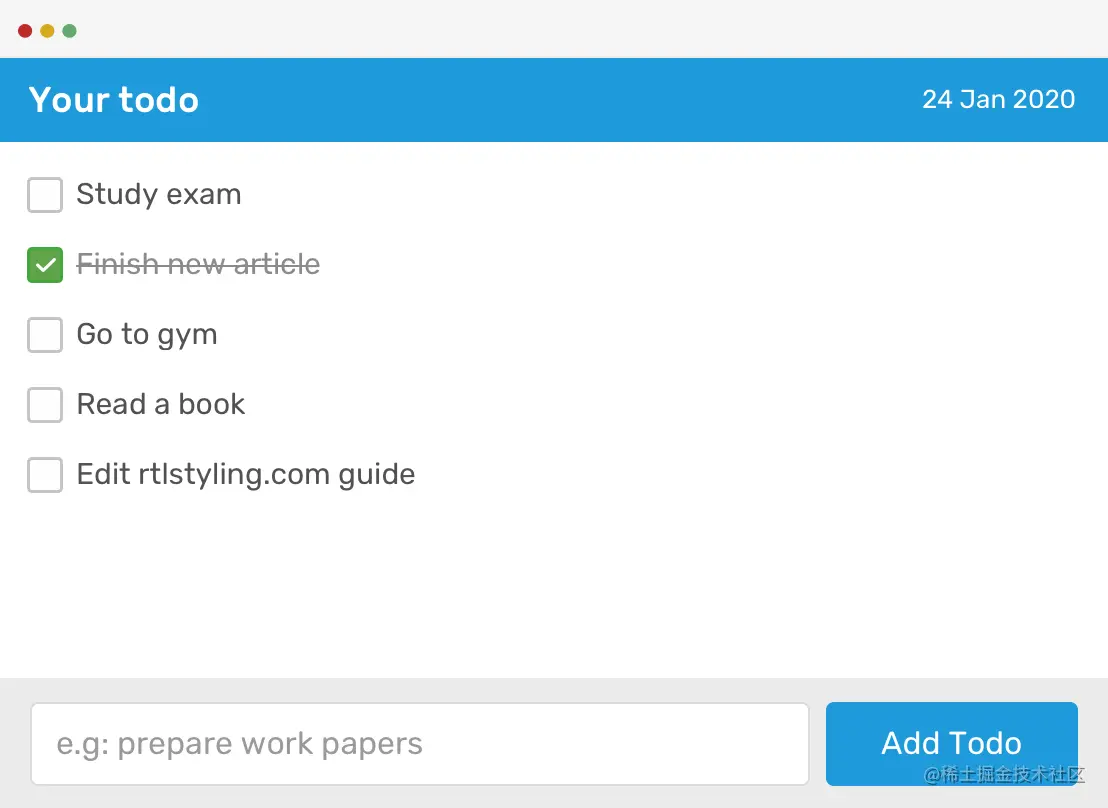 Your todo
24 Jan 2020
Study exam
Finish new article
Go to gym
Read a book
Edit rtlstyling.com guide
e.g: prepare work papers
Add Todo
@稀土掘金技术社区